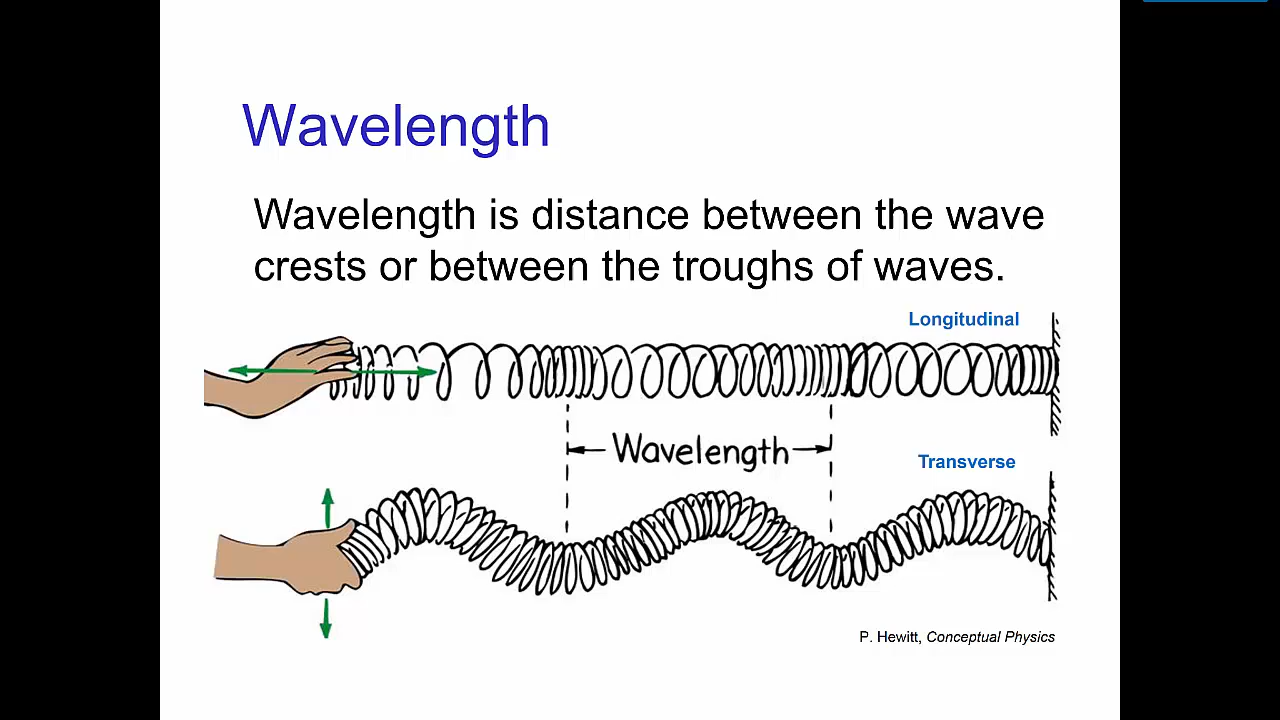 Wavelength
Wavelength is distance between the wave
crests or between the troughs of waves.
Longitudinal
Wavelength
Transverse
P. Hewitt, Conceptual Physics